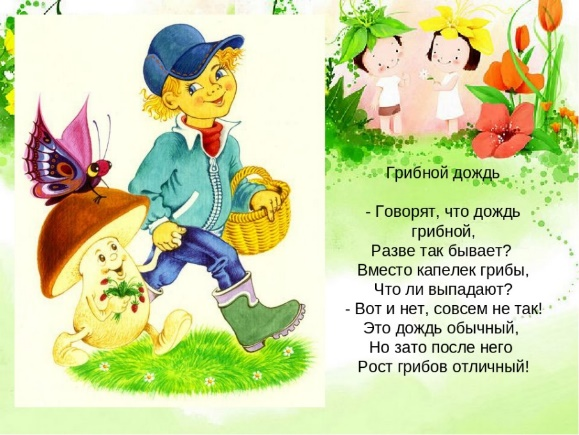 Грибной дождь
- Говорят, что дождь
грибной,
Разве так бывает?
Вместо капелек грибы,
Что ли выпадают?
- Вот и нет, совсем не так!
Это дождь обычный,
Но зато после него
Рост грибов отличный!